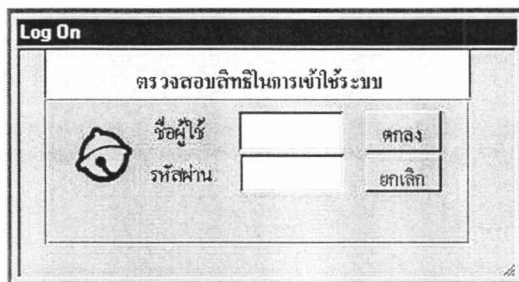 Log On
ตรวจสอบสิทธิในการเข้าใช้ระบบ
ชื่อผู้ใช้
ตกลง
รหัสผ่าน
ยกเลิก